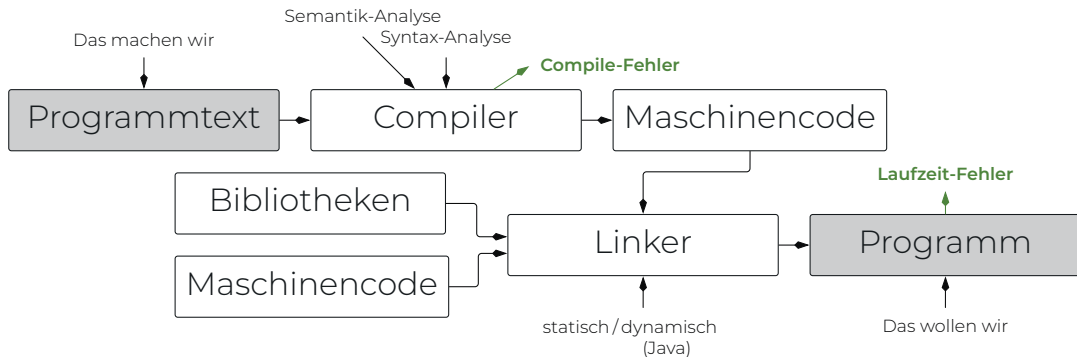 Semantik-Analyse
Das machen wir
Syntax-Analyse
Compile-Fehler
Programmtext
Compiler
Maschinencode
Laufzeit-Fehler
Bibliotheken
Linker
Programm
Maschinencode
statisch / dynamisch
(Java)
Das wollen wir